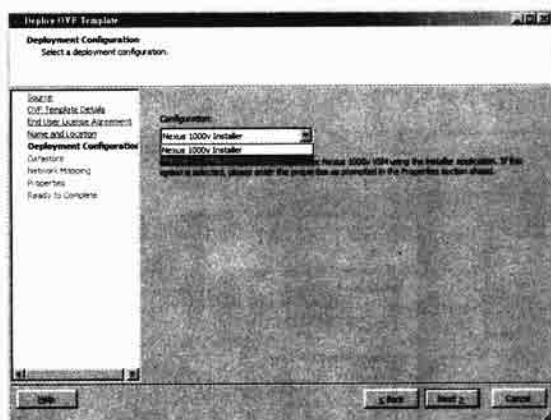 Deploy OVF Template
Deployment Configuration
Select a deployment configuration.
Source
OVF Template Details
End User License Agreement
Name and Location
Deployment Configuration
Datastore
Network Mapping
Properties
Ready to Complete
Configuration:
Nexus 1000v Installer
Nexus 1000v Installer
Nexus 1000v VSM using the installer application. If this
option is selected, please enter the properties as prompted in the Properties section ahead.
Help
< Back
Next >
Cancel